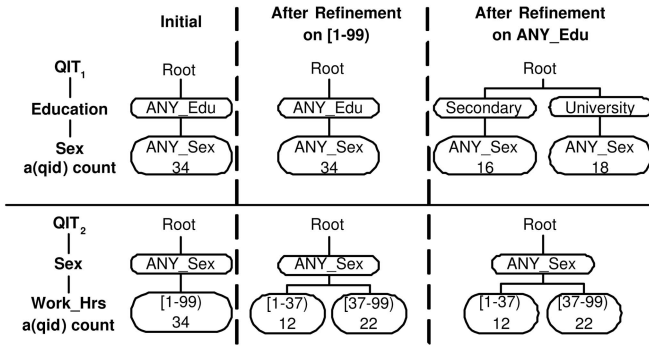 Initial
After Refinement
on [1-99)
After Refinement
on ANY_Edu
QIT1
Root
Root
Root
Education
ANY_Edu
ANY_Edu
Secondary
University
Sex
ANY_Sex
ANY_Sex
ANY_Sex
ANY_Sex
a(qid) count
34
34
16
18
QIT2
Root
Root
Root
Sex
ANY_Sex
ANY_Sex
ANY_Sex
Work_Hrs
[1-99)
[1-37)
[37-99)
[1-37)
[37-99)
a(qid) count
34
12
22
12
22